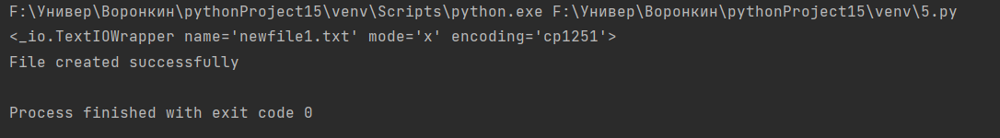 F:\Универ\Воронкин\pythonProject15\venv\Scripts\python.exe F:\Универ\Воронкин\pythonProject15\venv\5.py
<_io.TextIOWrapper name='newfile1.txt' mode='x' encoding='cp1251'>
File created successfully
Process finished with exit code 0